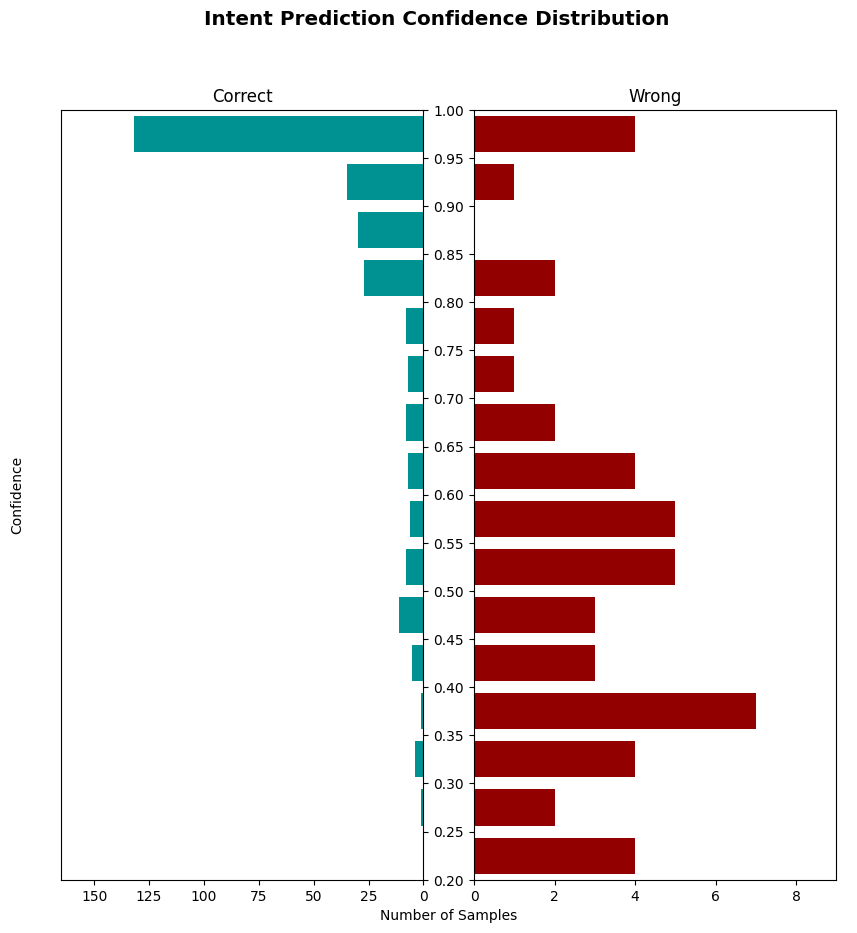 Intent Prediction Confidence Distribution
Correct
Wrong
1.00
0.95
0.90
0.85
0.80
0.75
0.70
0.65
0.60
0.55
0.50
0.45
0.40
0.35
0.30
0.25
0.20
Confidence
150 125 100 75 50 25 0
0 2 4 6 8
Number of Samples